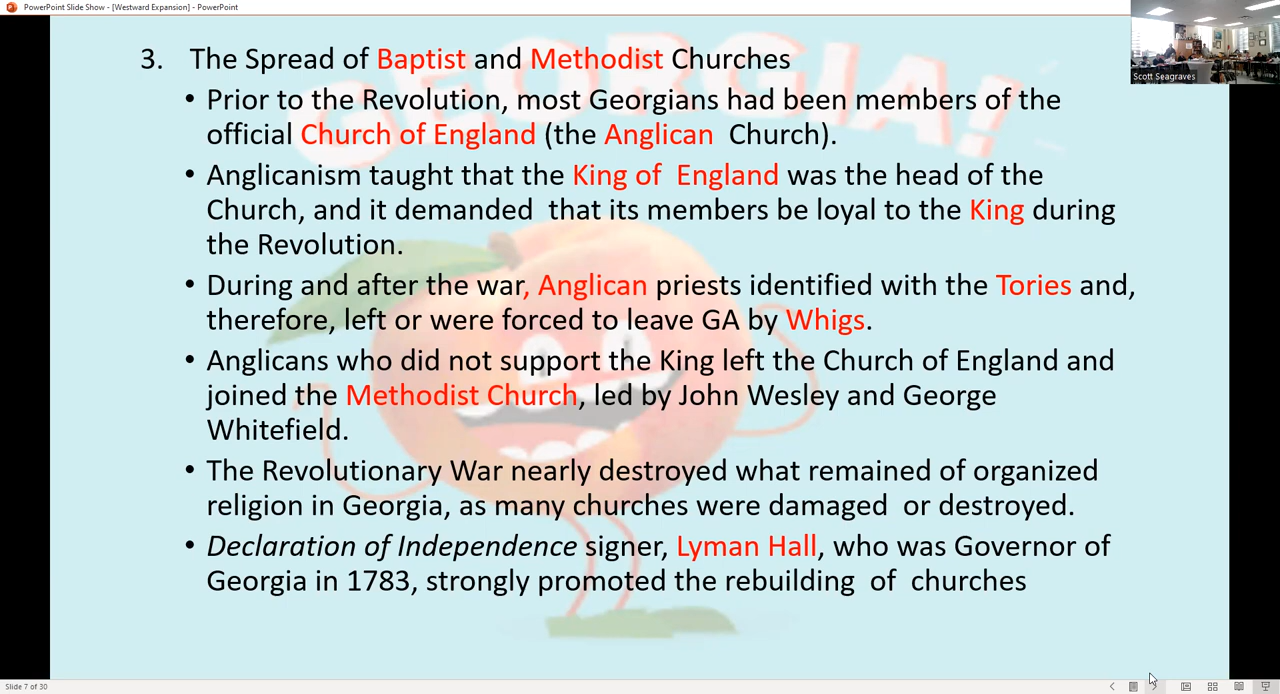 PowerPoint Slide Show - [Westward Expansion] - PowerPoint
Scott Seagraves
GEORGIA!
3. The Spread of Baptist and Methodist Churches
• Prior to the Revolution, most Georgians had been members of the
official Church of England (the Anglican Church).
• Anglicanism taught that the King of England was the head of the
Church, and it demanded that its members be loyal to the King during
the Revolution.
• During and after the war, Anglican priests identified with the Tories and,
therefore, left or were forced to leave GA by Whigs.
• Anglicans who did not support the King left the Church of England and
joined the Methodist Church, led by John Wesley and George
Whitefield.
• The Revolutionary War nearly destroyed what remained of organized
religion in Georgia, as many churches were damaged or destroyed.
• Declaration of Independence signer, Lyman Hall, who was Governor of
Georgia in 1783, strongly promoted the rebuilding of churches
Slide 7 of 30